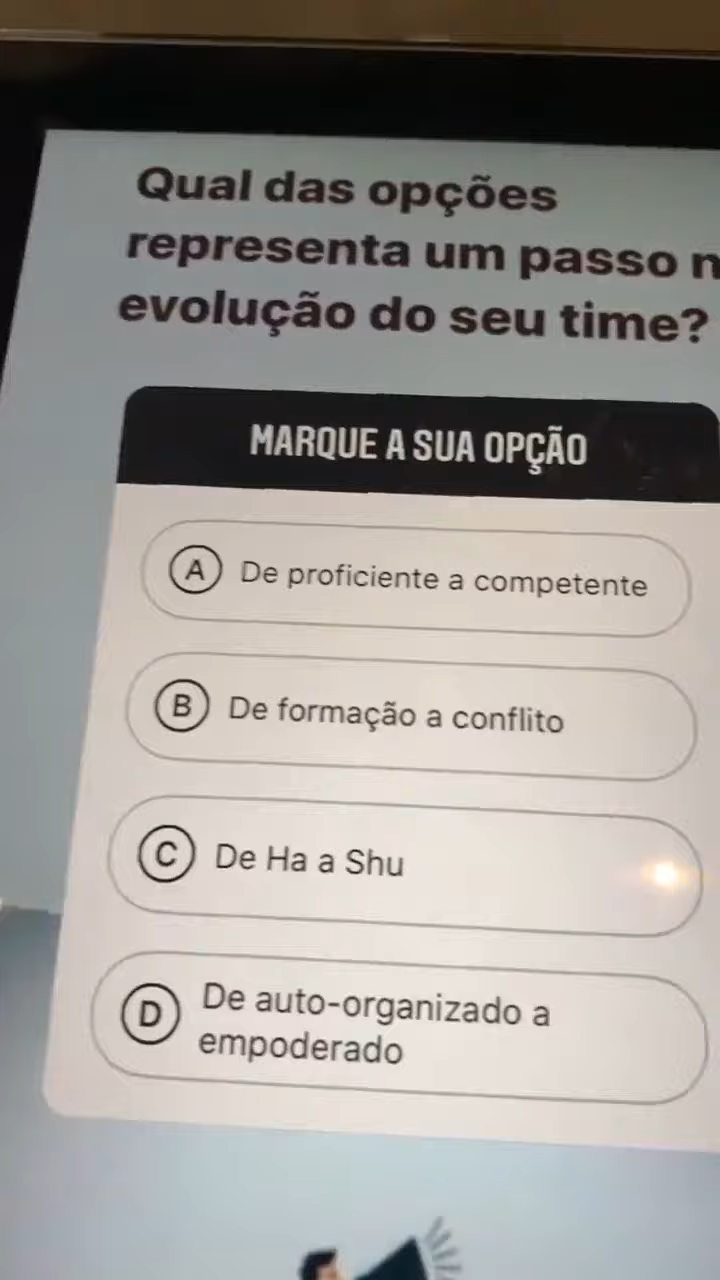 Qual das opções
representa um passo
evolução do seu time?
MARQUE A SUA OPÇÃO
A De proficiente a competente
B De formação a conflito
C De Ha a Shu
D De auto-organizado a
empoderado